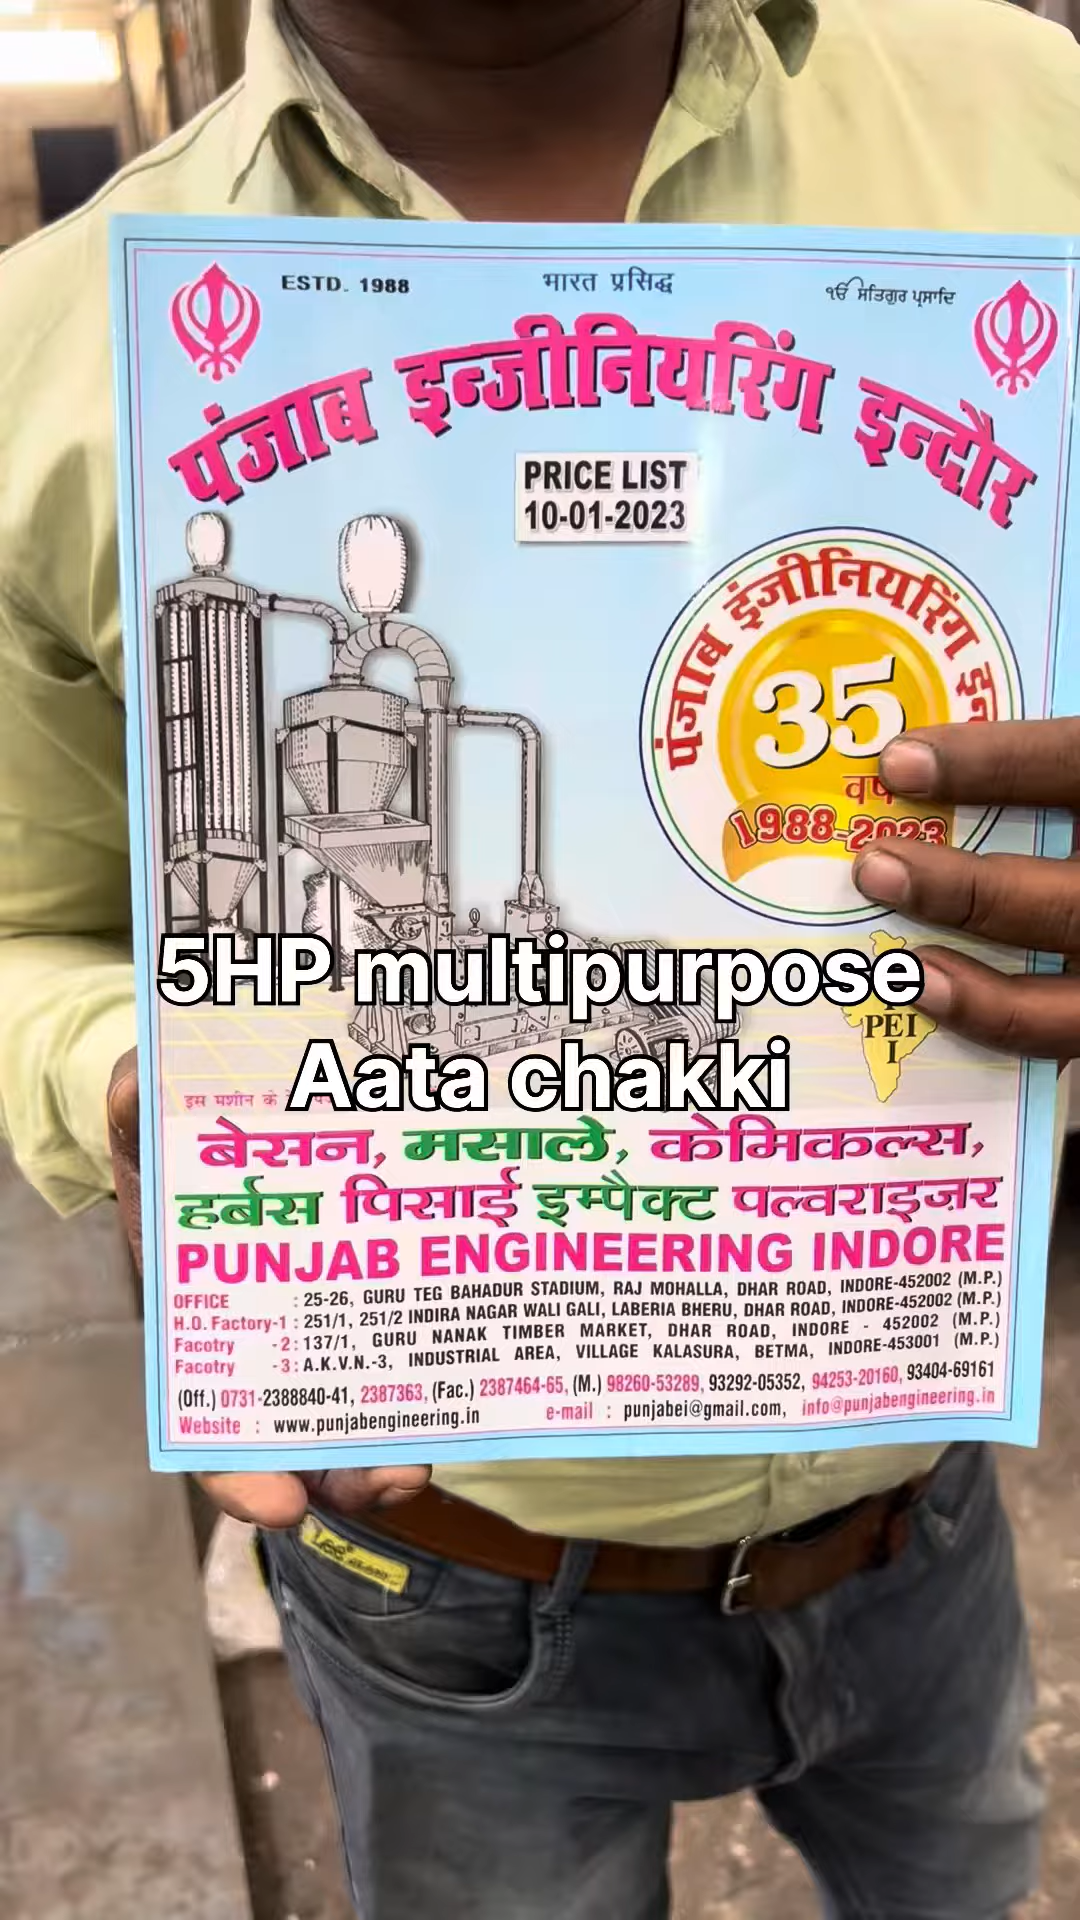 ESTD. 1988
भारत प्रसिद्ध
ੴ ਸਤਿਗੁਰ ਪ੍ਰਸਾਦਿ
पंजाब इन्जीनियरिंग इन्दौर
PRICE LIST
10-01-2023
पंजाब इंजीनियरिंग
35
वर्ष
1988-2023
PEI
I
5HP multipurpose
Aata chakki
इस मशीन के
बेसन, मसाले, केमिकल्स,
हर्बस पिसाई इम्पैक्ट पल्वराइज़र
PUNJAB ENGINEERING INDORE
OFFICE : 25-26, GURU TEG BAHADUR STADIUM, RAJ MOHALLA, DHAR ROAD, INDORE-452002 (M.P.)
H.O. Factory-1 : 251/1, 251/2 INDIRA NAGAR WALI GALI, LABERIA BHERU, DHAR ROAD, INDORE-452002 (M.P.)
Facotry -2: 137/1, GURU NANAK TIMBER MARKET, DHAR ROAD, INDORE - 452002 (M.P.)
Facotry -3: A.K.V.N.-3, INDUSTRIAL AREA, VILLAGE KALASURA, BETMA, INDORE-453001 (M.P.)
(Off.) 0731-2388840-41, 2387363, (Fac.) 2387464-65, (M.) 98260-53289, 93292-05352, 94253-20160, 93404-69161
Website : www.punjabengineering.in e-mail : punjabei@gmail.com, info@punjabengineering.in
Lee